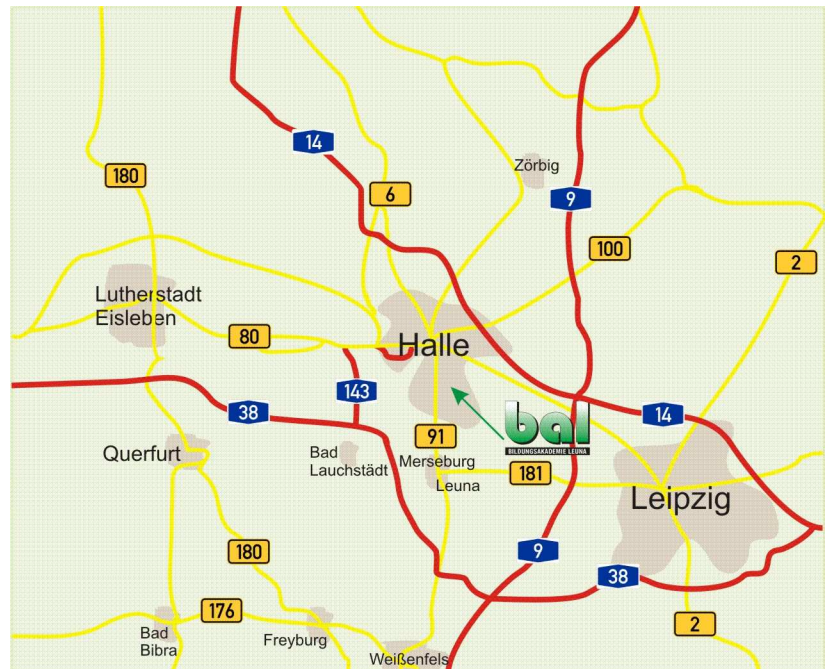 14
Zörbig
180
6
9
100
2
Lutherstadt
Eisleben
80
Halle
143
38
14
bal
BILDUNGSAKADEMIE LEUNA
91
Querfurt
Bad
Lauchstädt
Merseburg
Leuna
181
Leipzig
180
9
38
176
2
Bad
Bibra
Freyburg
Weißenfels